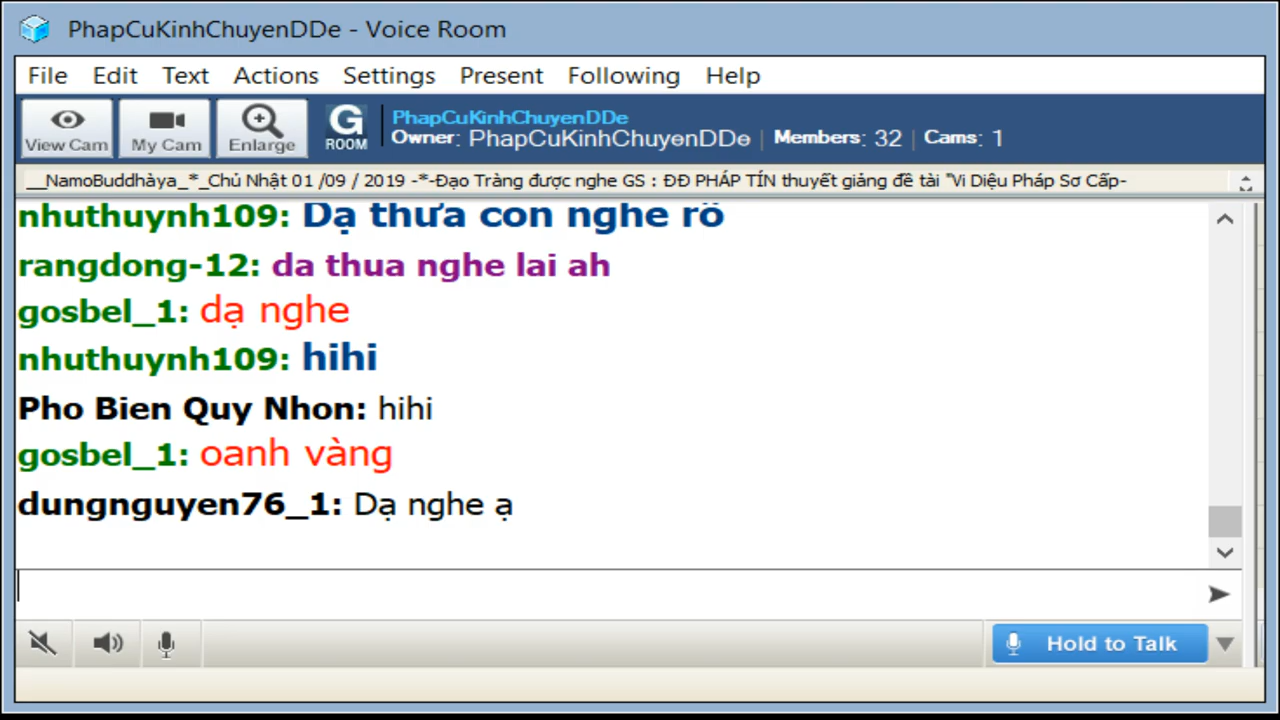 PhapCuKinhChuyenDDe - Voice Room
File Edit Text Actions Settings Present Following Help
View Cam My Cam Enlarge G ROOM
PhapCuKinhChuyenDDe
Owner: PhapCuKinhChuyenDDe | Members: 32 | Cams: 1
__NamoBuddhàya_*_Chủ Nhật 01 /09 / 2019 -*-Đạo Tràng được nghe GS : ĐĐ PHÁP TÍN thuyết giảng đề tài "Vi Diệu Pháp Sơ Cấp-
nhuthuynh109: Dạ thưa con nghe rõ
rangdong-12: da thua nghe lai ah
gosbel_1: dạ nghe
nhuthuynh109: hihi
Pho Bien Quy Nhon: hihi
gosbel_1: oanh vàng
dungnguyen76_1: Dạ nghe ạ
Hold to Talk